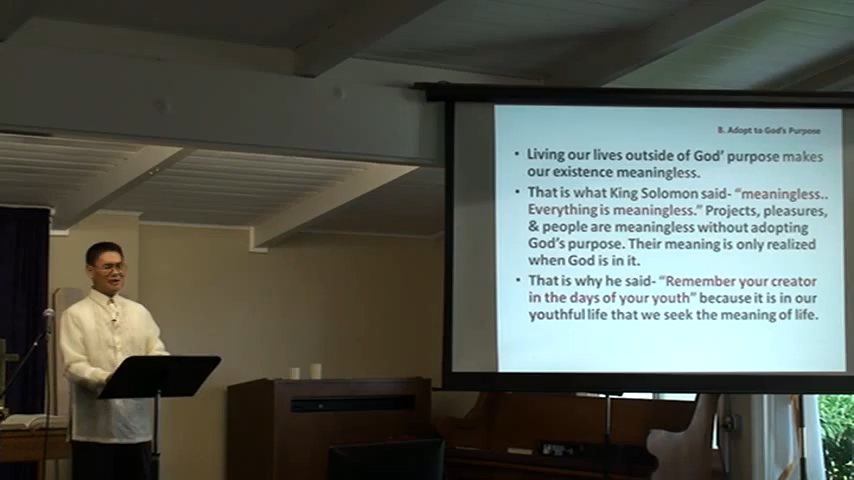 B. Adopt to God's Purpose
• Living our lives outside of God' purpose makes
our existence meaningless.
• That is what King Solomon said- “meaningless..
Everything is meaningless.” Projects, pleasures,
& people are meaningless without adopting
God's purpose. Their meaning is only realized
when God is in it.
• That is why he said- “Remember your creator
in the days of your youth” because it is in our
youthful life that we seek the meaning of life.